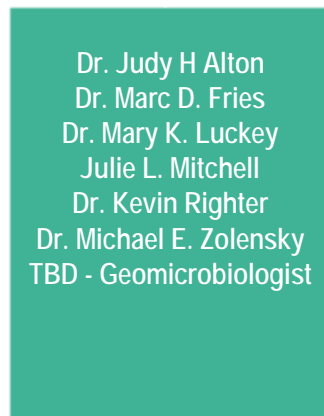 Dr. Judy H Alton
Dr. Marc D. Fries
Dr. Mary K. Luckey
Julie L. Mitchell
Dr. Kevin Righter
Dr. Michael E. Zolensky
TBD - Geomicrobiologist